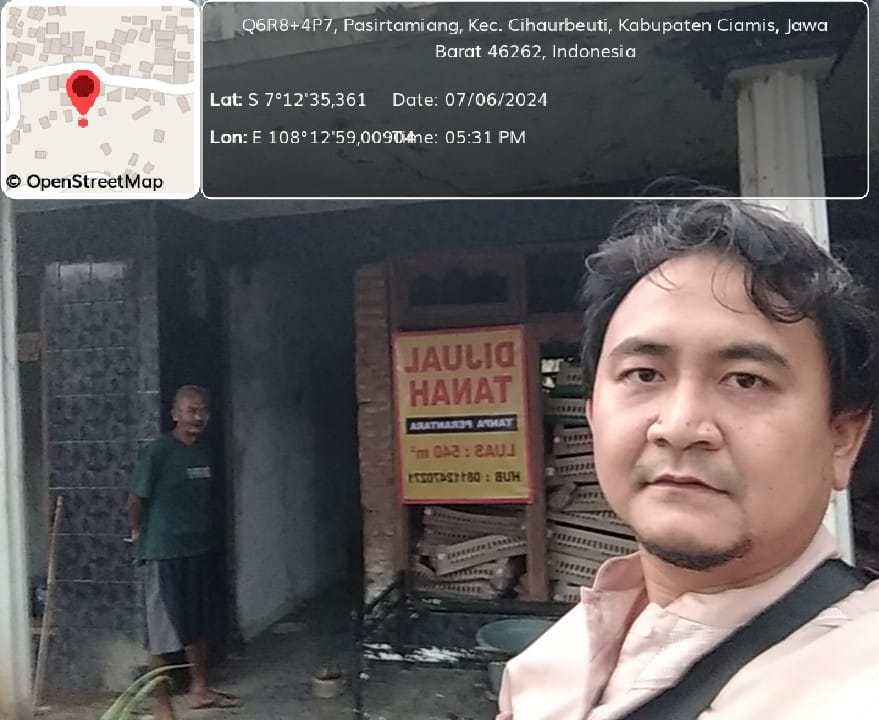 Q6R8+4P7, Pasirtamiang, Kec. Cihaurbeuti, Kabupaten Ciamis, Jawa
Barat 46262, Indonesia
Lat: S 7°12'35,361 Date: 07/06/2024
Lon: E 108°12'59,00904 Time: 05:31 PM
© OpenStreetMap
DIJUAL
TANAH
TANPA PERANTARA
LUAS : 540 m²
HUB : 08112470271